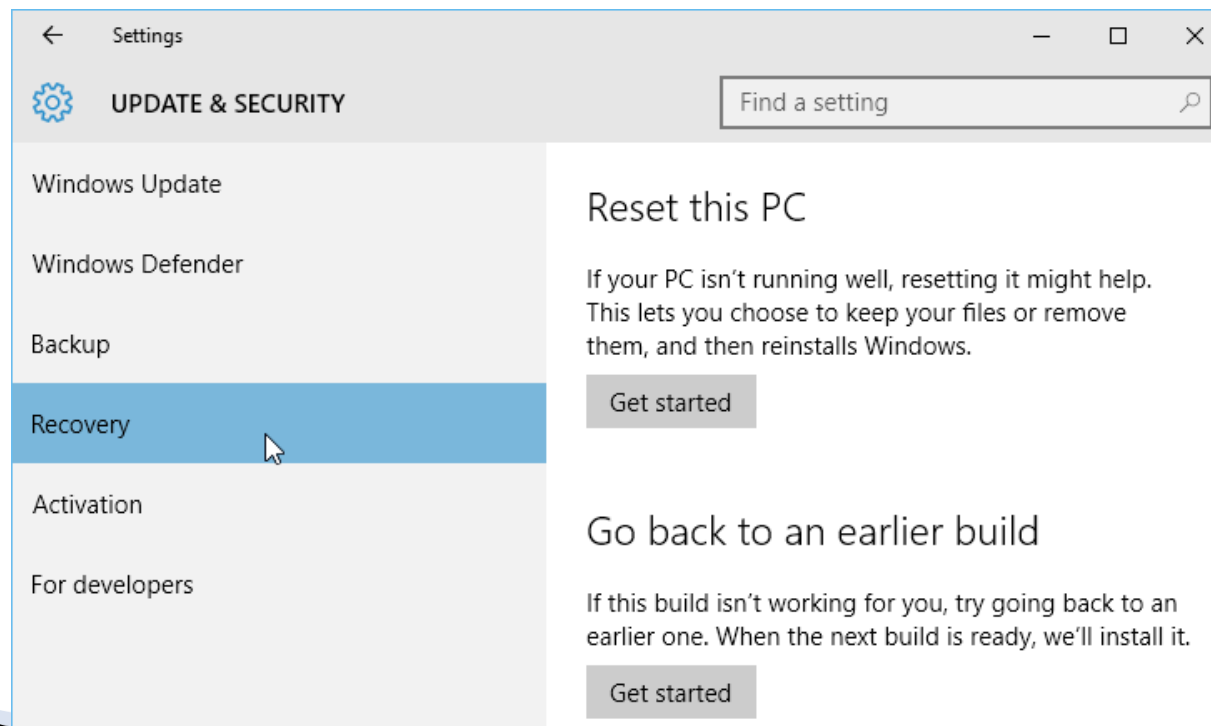 Settings
UPDATE & SECURITY
Find a setting
Windows Update
Windows Defender
Backup
Recovery
Activation
For developers
Reset this PC
If your PC isn’t running well, resetting it might help.
This lets you choose to keep your files or remove
them, and then reinstalls Windows.
Get started
Go back to an earlier build
If this build isn’t working for you, try going back to an
earlier one. When the next build is ready, we’ll install it.
Get started